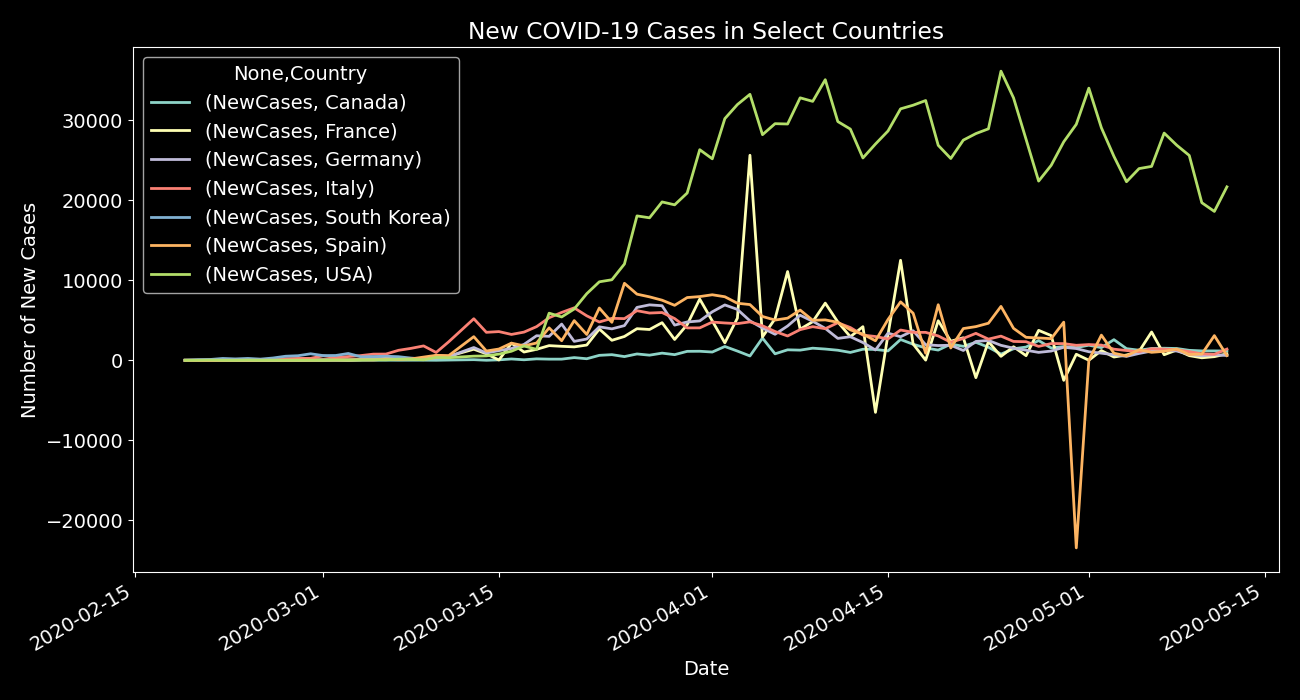 New COVID-19 Cases in Select Countries
None,Country
(NewCases, Canada)
(NewCases, France)
(NewCases, Germany)
(NewCases, Italy)
(NewCases, South Korea)
(NewCases, Spain)
(NewCases, USA)
Number of New Cases
30000
20000
10000
0
−10000
−20000
2020-02-15
2020-03-01
2020-03-15
2020-04-01
2020-04-15
2020-05-01
2020-05-15
Date